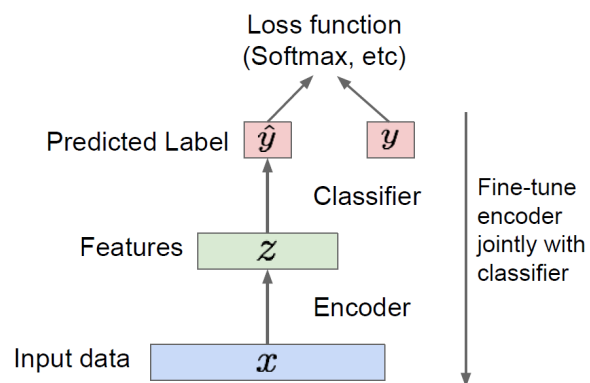 Loss function
(Softmax, etc)
Predicted Label
ŷ
y
Classifier
Fine-tune
encoder
jointly with
classifier
Features
z
Encoder
Input data
x